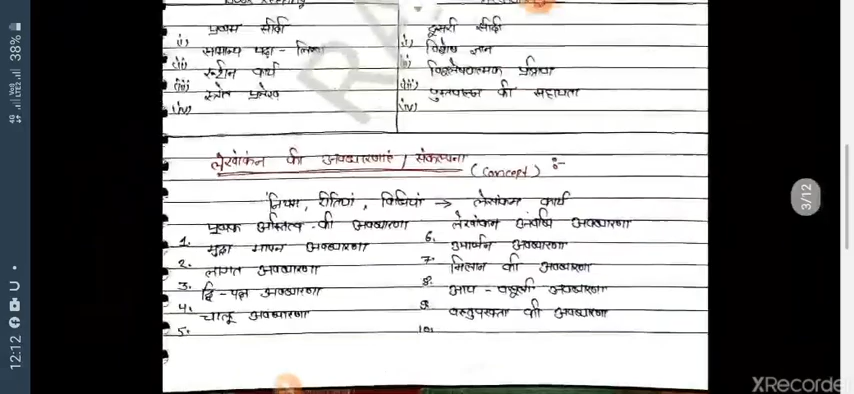 प्रथम सीढ़ी
दूसरी सीढ़ी
(i) सामान्य पढ़ा-लिखा
(i) विशेष ज्ञान
(ii) रूटीन कार्य
(ii) विश्लेषणात्मक प्रक्रिया
(iii) स्त्रोत प्रलेख
(iii) पुस्तपालन की सहायता
(iv)
(iv)
लेखांकन की अवधारणाएं / संकल्पना (Concept) :-
नियम, रीतियां, विधियां → लेखांकन कार्य
1. पृथक अस्तित्व की अवधारणा
6. लेखांकन अवधि अवधारणा
2. मुद्रा मापन अवधारणा
7. उपार्जन अवधारणा
3. लागत अवधारणा
8. मिलान की अवधारणा
4. द्वि-पक्ष अवधारणा
9. आय-वसूली अवधारणा
5. चालू अवधारणा
10. वस्तुपरकता की अवधारणा
3/12
38%
4G
Vo
LTE2
12:12
XRecorder